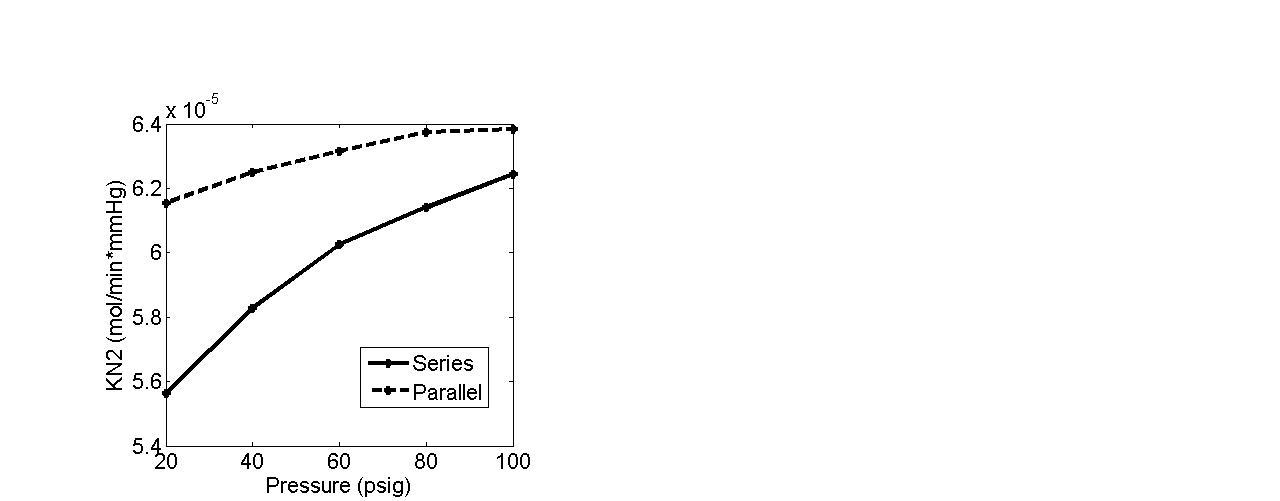 x 10-5
6.4
6.2
6
5.8
5.6
5.4
KN2 (mol/min*mmHg)
Series
Parallel
20 40 60 80 100
Pressure (psig)